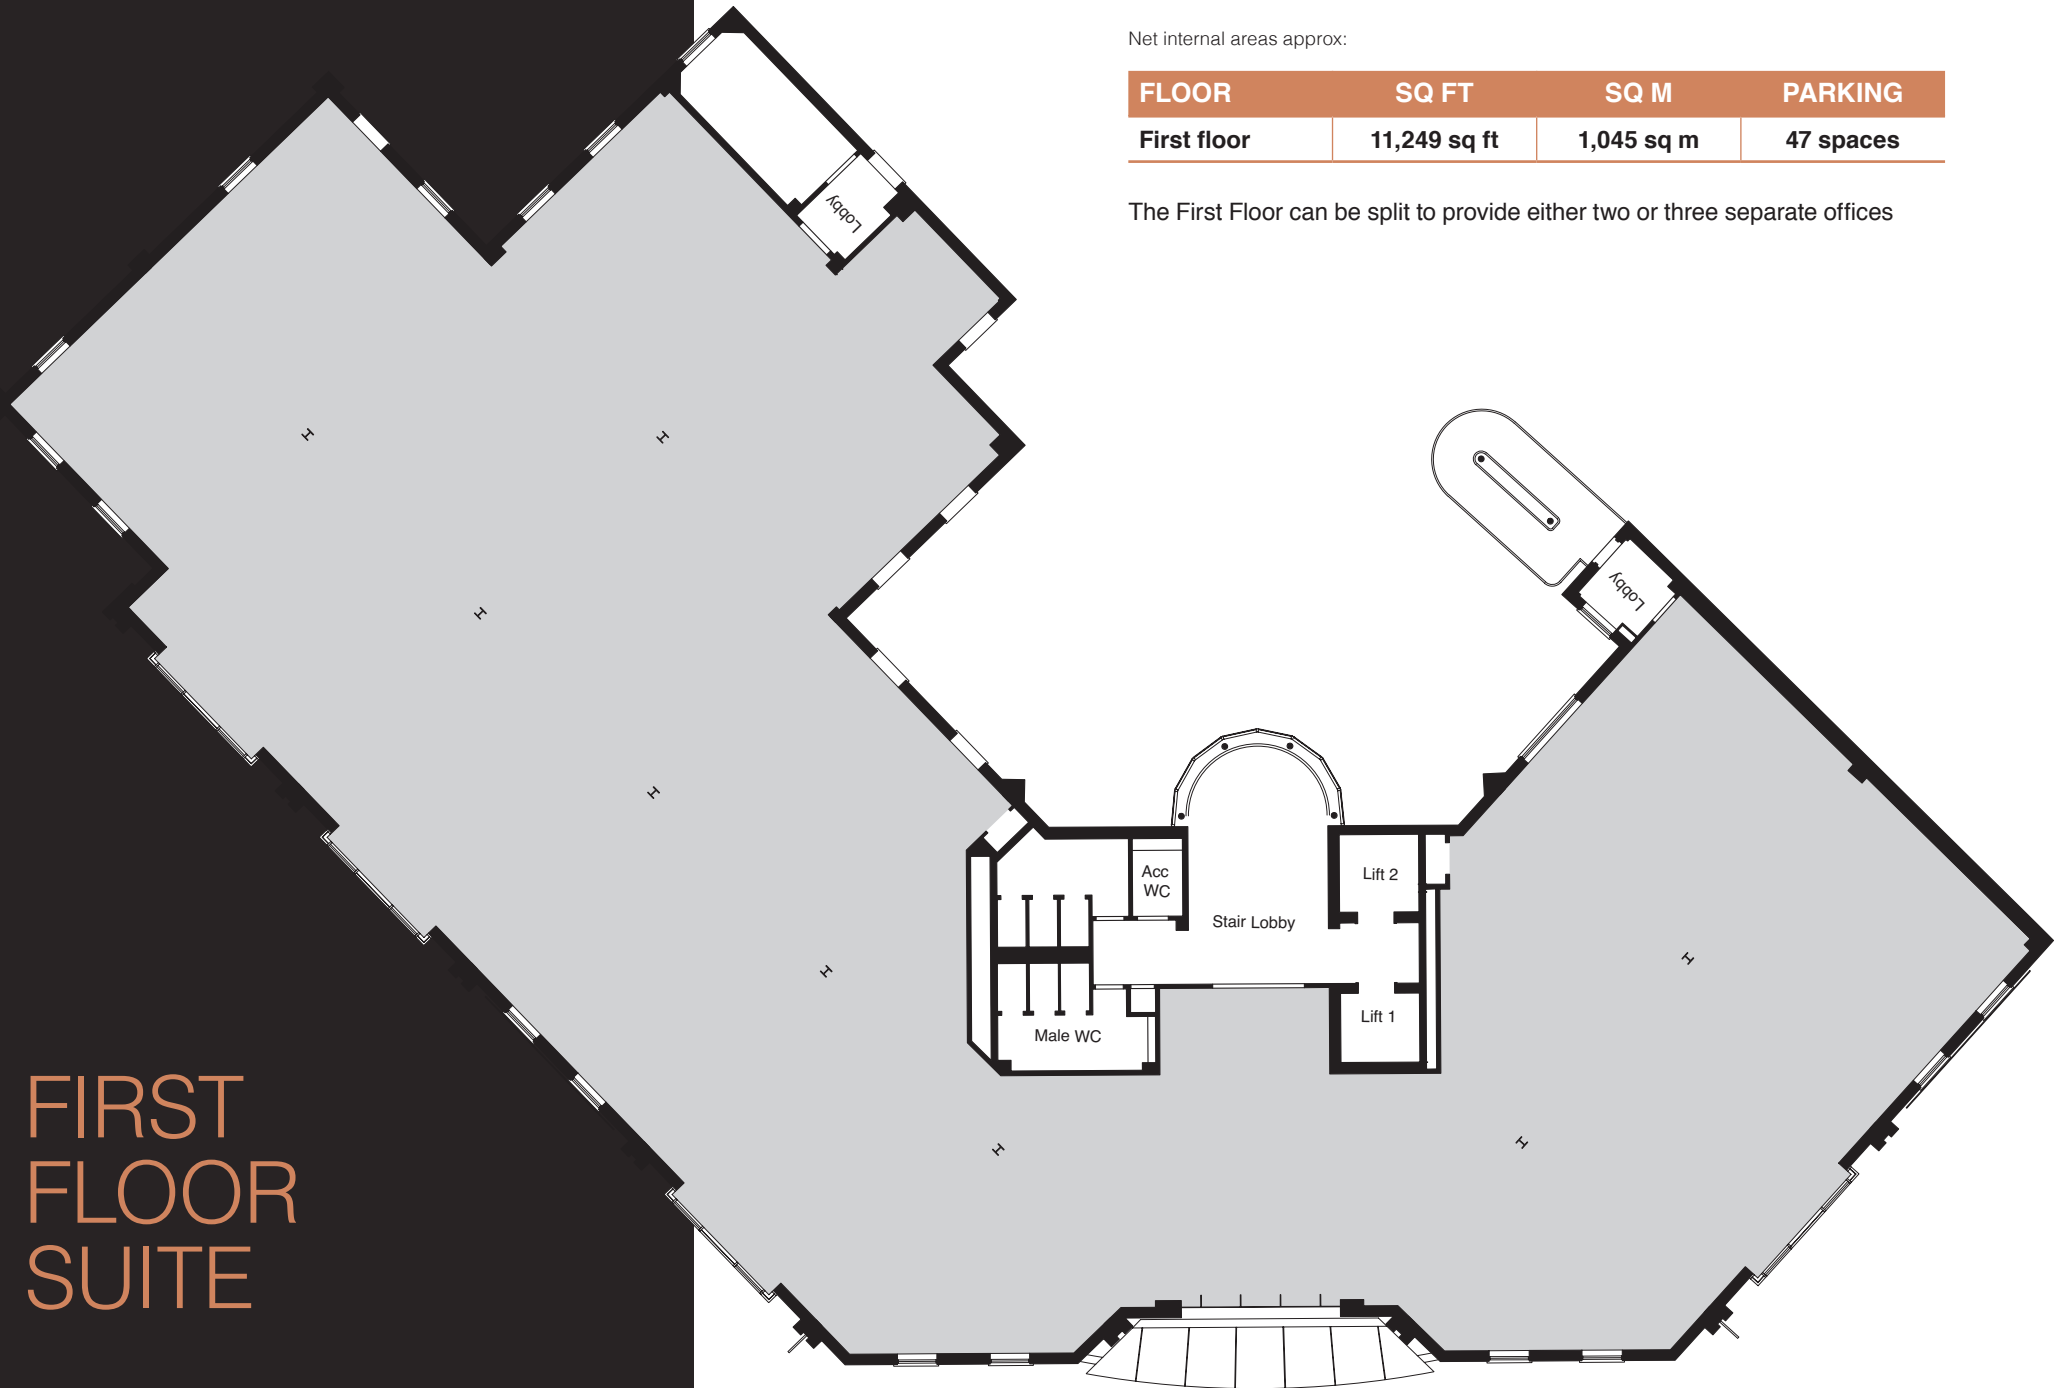 Net internal areas approx:
FLOOR SQ FT SQ M PARKING
First floor 11,249 sq ft 1,045 sq m 47 spaces
The First Floor can be split to provide either two or three separate offices
Lobby
Lobby
Acc
WC
Lift 2
Stair Lobby
Lift 1
Male WC
FIRST
FLOOR
SUITE